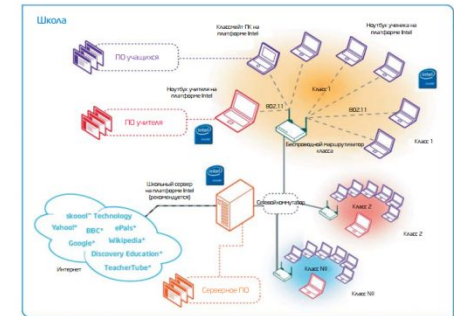 Школа
Классмейт ПК на
платформе Intel
Ноутбук ученика на
платформе Intel
ПО учащихся
Ноутбук учителя на
платформе Intel
Класс 1
802.11
802.11
ПО учителя
Беспроводной маршрутизатор
класса
Класс 1
Школьный сервер
на платформе Intel
(рекомендуется)
Сетевой коммутатор
Класс 2
Класс 2
skoool™ Technology
Yahoo!* BBC* ePals*
Google* Wikipedia*
Discovery Education*
TeacherTube*
Интернет
Серверное ПО
Класс N9
Класс N9